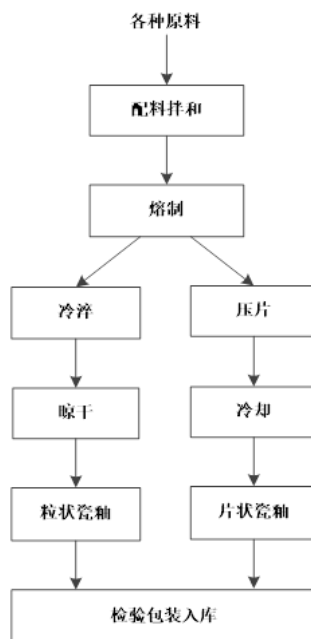 各种原料
配料拌和
熔制
冷淬
压片
晾干
冷却
粒状瓷釉
片状瓷釉
检验包装入库